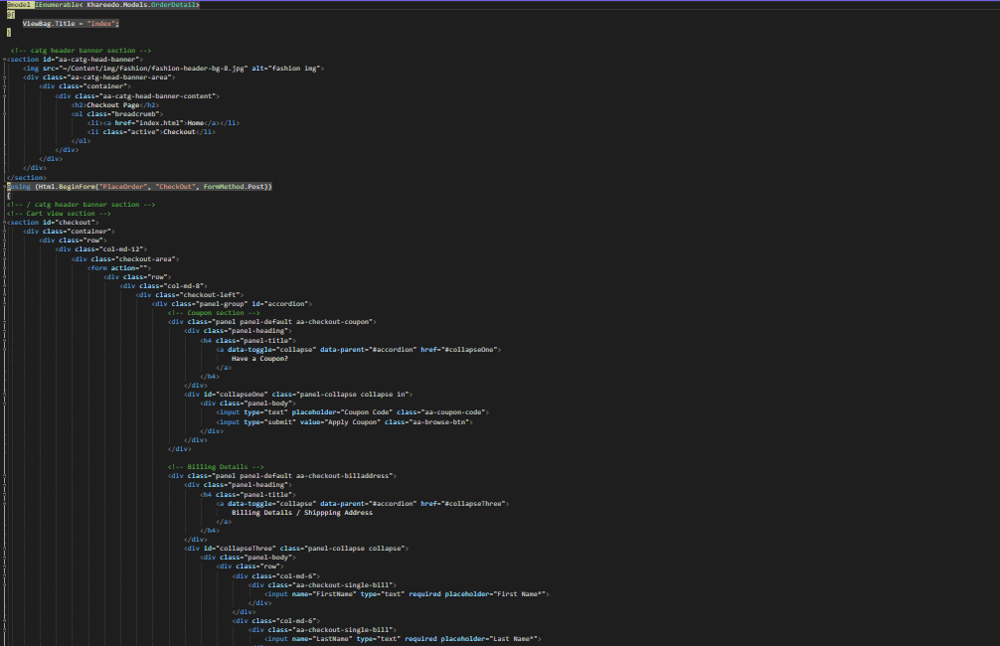 @model IEnumerable< Khareedo.Models.OrderDetail>
@{
ViewBag.Title = "Index";
}
<!-- catg header banner section -->
<section id="aa-catg-head-banner">
<img src="~/Content/img/fashion/fashion-header-bg-8.jpg" alt="fashion img">
<div class="aa-catg-head-banner-area">
<div class="container">
<div class="aa-catg-head-banner-content">
<h2>Checkout Page</h2>
<ol class="breadcrumb">
<li><a href="index.html">Home</a></li>
<li class="active">Checkout</li>
</ol>
</div>
</div>
</div>
</section>
@using (Html.BeginForm("PlaceOrder", "CheckOut", FormMethod.Post))
{
<!-- / catg header banner section -->
<!-- Cart view section -->
<section id="checkout">
<div class="container">
<div class="row">
<div class="col-md-12">
<div class="checkout-area">
<form action="">
<div class="row">
<div class="col-md-8">
<div class="checkout-left">
<div class="panel-group" id="accordion">
<!-- Coupon section -->
<div class="panel panel-default aa-checkout-coupon">
<div class="panel-heading">
<h4 class="panel-title">
<a data-toggle="collapse" data-parent="#accordion" href="#collapseOne">
Have a Coupon?
</a>
</h4>
</div>
<div id="collapseOne" class="panel-collapse collapse in">
<div class="panel-body">
<input type="text" placeholder="Coupon Code" class="aa-coupon-code">
<input type="submit" value="Apply Coupon" class="aa-browse-btn">
</div>
</div>
</div>
<!-- Billing Details -->
<div class="panel panel-default aa-checkout-billaddress">
<div class="panel-heading">
<h4 class="panel-title">
<a data-toggle="collapse" data-parent="#accordion" href="#collapseThree">
Billing Details / Shippping Address
</a>
</h4>
</div>
<div id="collapseThree" class="panel-collapse collapse">
<div class="panel-body">
<div class="row">
<div class="col-md-6">
<div class="aa-checkout-single-bill">
<input name="FirstName" type="text" required placeholder="First Name*">
</div>
</div>
<div class="col-md-6">
<div class="aa-checkout-single-bill">
<input name="LastName" type="text" required placeholder="Last Name*">